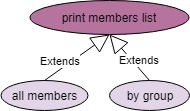 print members list
Extends
Extends
all members
by group